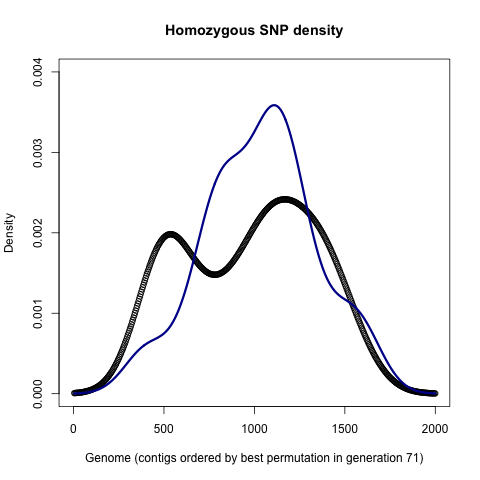 Homozygous SNP density
Density
0.004
0.003
0.002
0.001
0.000
0 500 1000 1500 2000
Genome (contigs ordered by best permutation in generation 71)